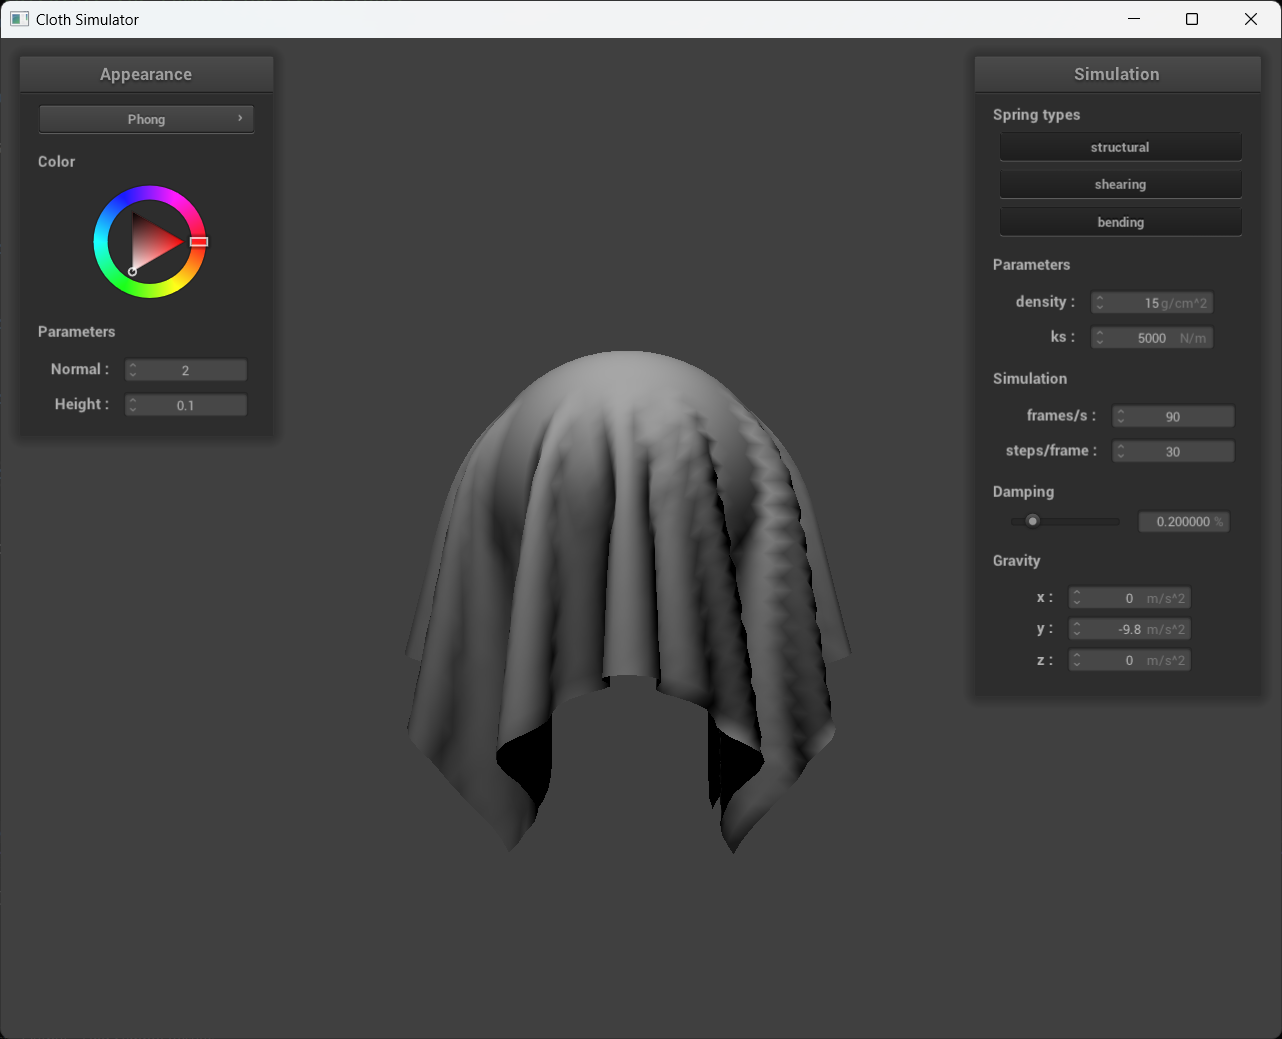 Cloth Simulator
Appearance
Phong
Color
Parameters
Normal : 2
Height : 0.1
Simulation
Spring types
structural
shearing
bending
Parameters
density : 15 g/cm^2
ks : 5000 N/m
Simulation
frames/s : 90
steps/frame : 30
Damping
0.200000 %
Gravity
x : 0 m/s^2
y : -9.8 m/s^2
z : 0 m/s^2